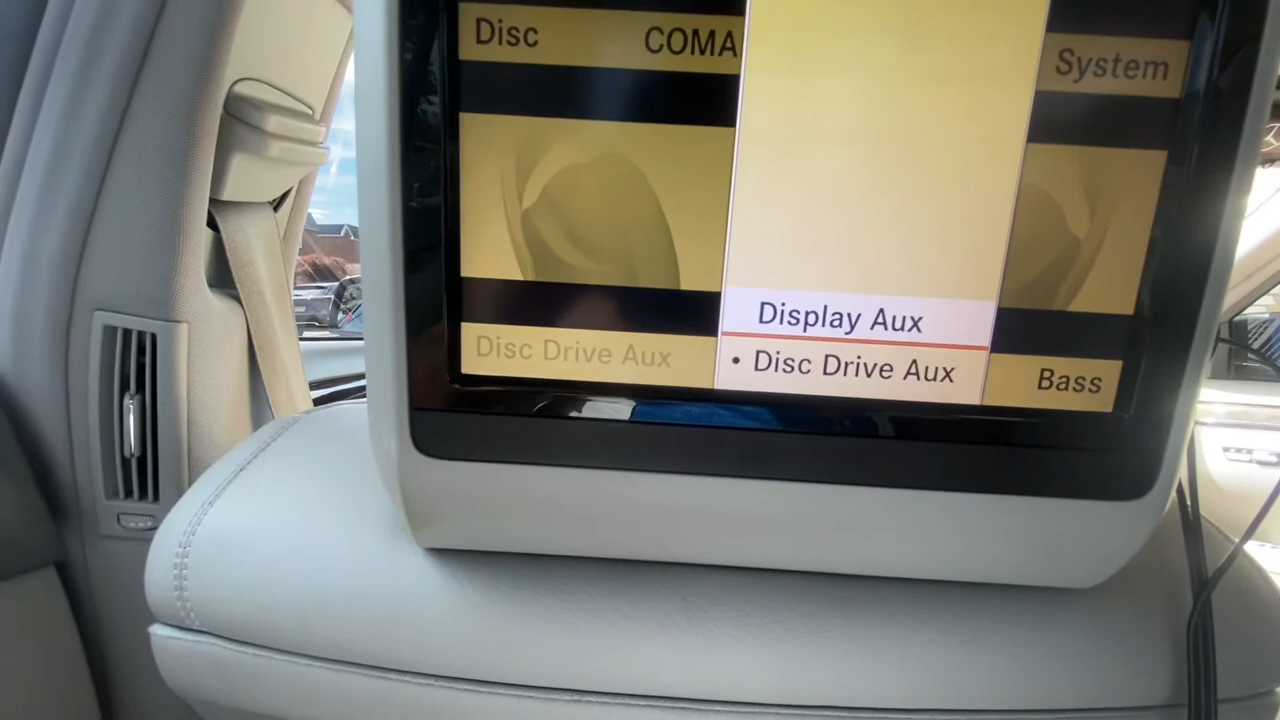 Disc
COMA
System
Display Aux
Disc Drive Aux
• Disc Drive Aux
Bass